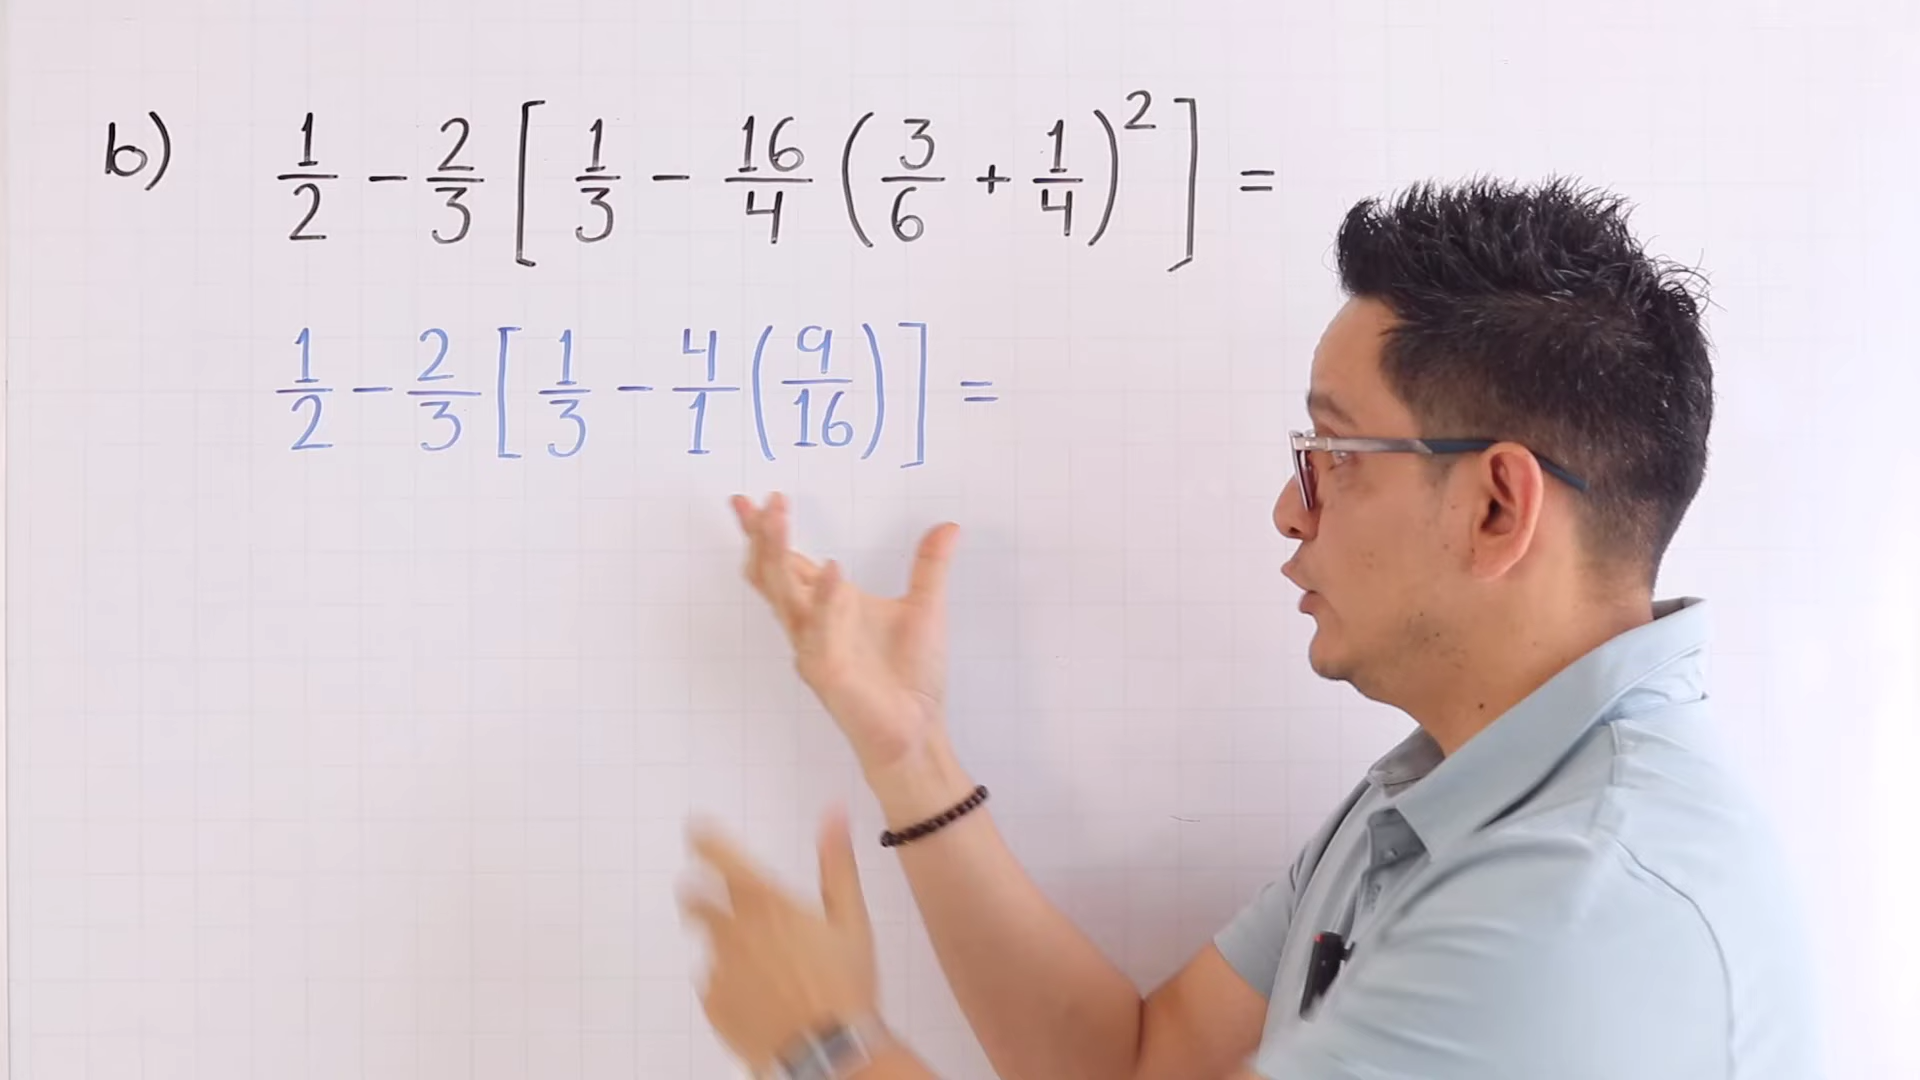 b) 1/2 - 2/3 [ 1/3 - 16/4 ( 3/6 + 1/4 )² ] =
1/2 - 2/3 [ 1/3 - 4/1 ( 9/16 ) ] =